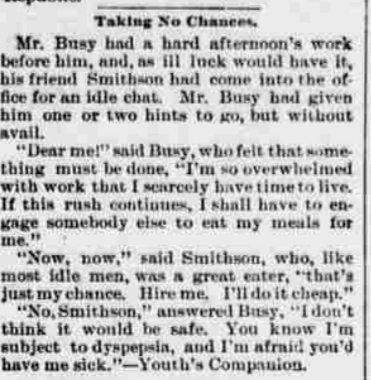 Taking No Chances.
Mr. Busy had a hard afternoon's work
before him, and, as ill luck would have it,
his friend Smithson had come into the of-
fice for an idle chat. Mr. Busy had given
him one or two hints to go, but without
avail.
"Dear me!" said Busy, who felt that some-
thing must be done, "I'm so overwhelmed
with work that I scarcely have time to live.
If this rush continues, I shall have to en-
gage somebody else to eat my meals for
me."
"Now, now," said Smithson, who, like
most idle men, was a great eater, "that's
just my chance. Hire me. I'll do it cheap."
"No, Smithson," answered Busy, "I don't
think it would be safe. You know I'm
subject to dyspepsia, and I'm afraid you'd
have me sick."—Youth's Companion.